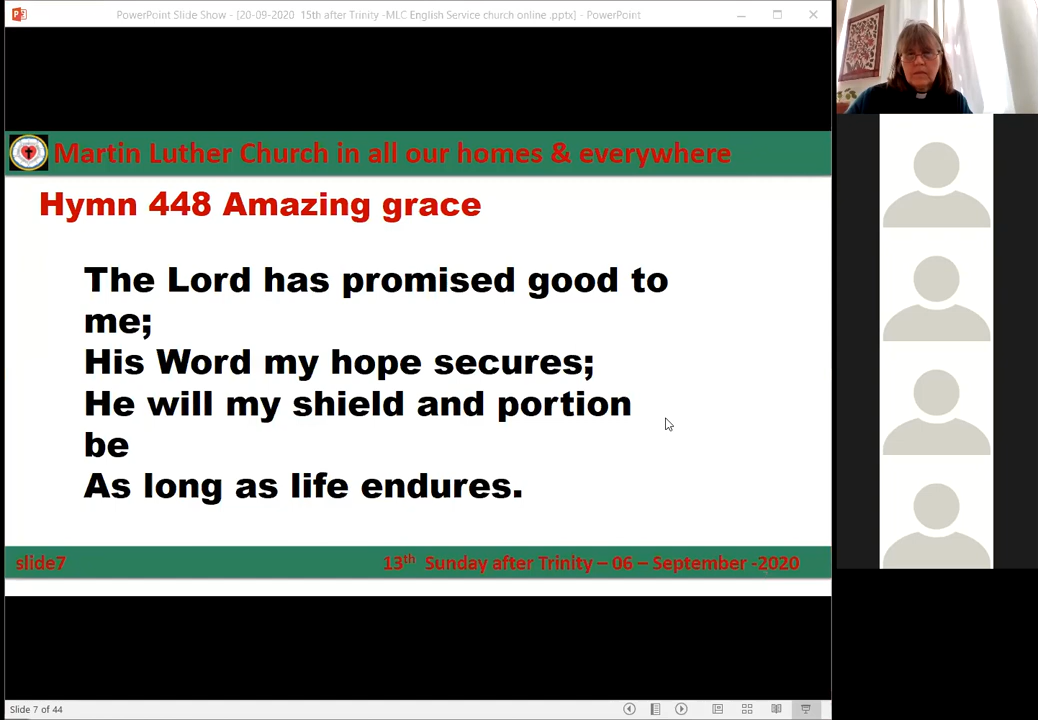 PowerPoint Slide Show - [20-09-2020 15th after Trinity -MLC English Service church online .pptx] - PowerPoint
Martin Luther Church in all our homes & everywhere
Hymn 448 Amazing grace
The Lord has promised good to
me;
His Word my hope secures;
He will my shield and portion
be
As long as life endures.
slide7
13th Sunday after Trinity – 06 – September -2020
Slide 7 of 44